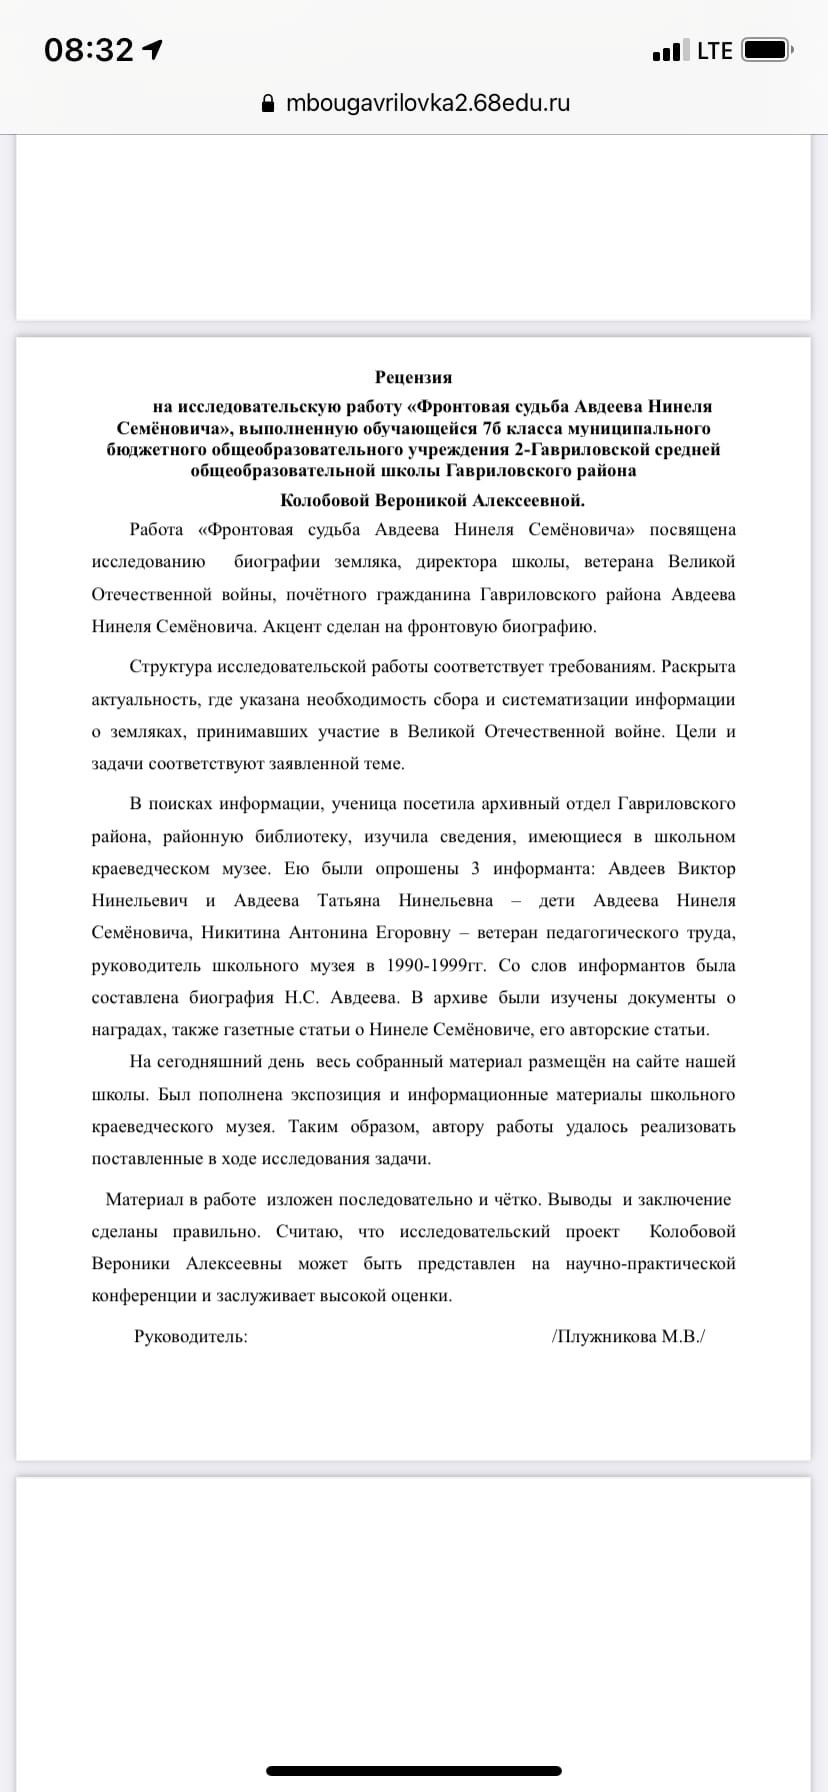 08:32
LTE
mbougavrilovka2.68edu.ru
Рецензия
на исследовательскую работу «Фронтовая судьба Авдеева Нинеля
Семёновича», выполненную обучающейся 7б класса муниципального
бюджетного общеобразовательного учреждения 2-Гавриловской средней
общеобразовательной школы Гавриловского района
Колобовой Вероникой Алексеевной.
Работа «Фронтовая судьба Авдеева Нинеля Семёновича» посвящена
исследованию биографии земляка, директора школы, ветерана Великой
Отечественной войны, почётного гражданина Гавриловского района Авдеева
Нинеля Семёновича. Акцент сделан на фронтовую биографию.
Структура исследовательской работы соответствует требованиям. Раскрыта
актуальность, где указана необходимость сбора и систематизации информации
о земляках, принимавших участие в Великой Отечественной войне. Цели и
задачи соответствуют заявленной теме.
В поисках информации, ученица посетила архивный отдел Гавриловского
района, районную библиотеку, изучила сведения, имеющиеся в школьном
краеведческом музее. Ею были опрошены 3 информанта: Авдеев Виктор
Нинельевич и Авдеева Татьяна Нинельевна – дети Авдеева Нинеля
Семёновича, Никитина Антонина Егоровну – ветеран педагогического труда,
руководитель школьного музея в 1990-1999гг. Со слов информантов была
составлена биография Н.С. Авдеева. В архиве были изучены документы о
наградах, также газетные статьи о Нинеле Семёновиче, его авторские статьи.
На сегодняшний день весь собранный материал размещён на сайте нашей
школы. Был пополнена экспозиция и информационные материалы школьного
краеведческого музея. Таким образом, автору работы удалось реализовать
поставленные в ходе исследования задачи.
Материал в работе изложен последовательно и чётко. Выводы и заключение
сделаны правильно. Считаю, что исследовательский проект Колобовой
Вероники Алексеевны может быть представлен на научно-практической
конференции и заслуживает высокой оценки.
Руководитель: /Плужникова М.В./